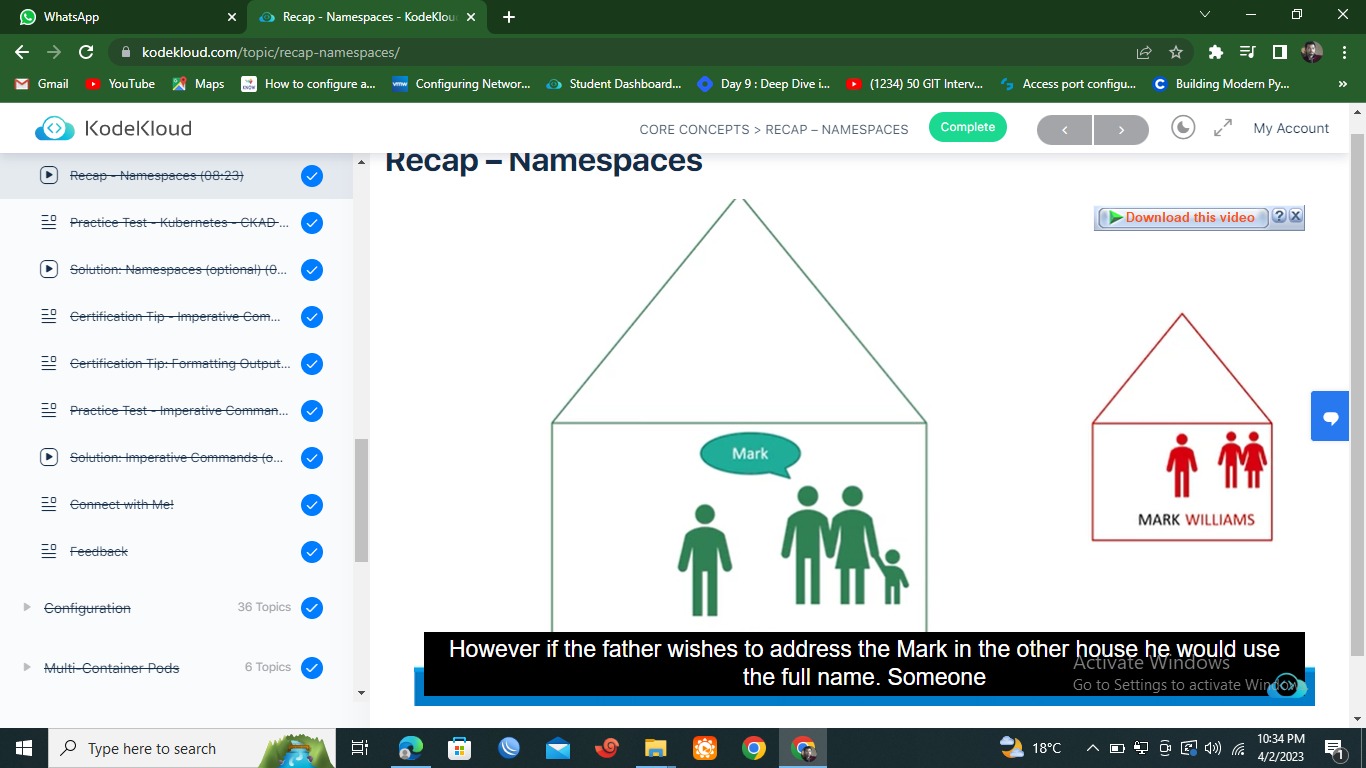 WhatsApp
Recap - Namespaces - KodeKlou
kodekloud.com/topic/recap-namespaces/
Gmail YouTube Maps How to configure a... Configuring Networ... Student Dashboard... Day 9 : Deep Dive i... (1234) 50 GIT Interv... Access port configu... Building Modern Py... »
KodeKloud
CORE CONCEPTS > RECAP – NAMESPACES
Complete
My Account
Recap - Namespaces (08:23)
Practice Test - Kubernetes - CKAD ...
Solution: Namespaces (optional) (0...
Certification Tip - Imperative Com...
Certification Tip: Formatting Output...
Practice Test - Imperative Comman...
Solution: Imperative Commands (o...
Connect with Me!
Feedback
Configuration 36 Topics
Multi-Container Pods 6 Topics
Recap – Namespaces
Download this video ? X
Mark
MARK WILLIAMS
However if the father wishes to address the Mark in the other house he would use
the full name. Someone
Activate Windows
Go to Settings to activate Windows.
Type here to search
18°C
10:34 PM
4/2/2023
1